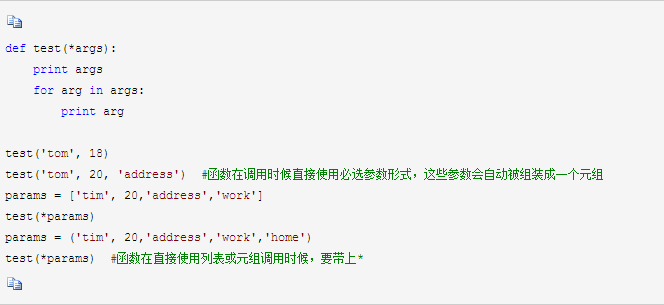 def test(*args):
    print args
    for arg in args:
        print arg
test('tom', 18)
test('tom', 20, 'address')  #函数在调用时候直接使用必选参数形式，这些参数会自动被组装成一个元组
params = ['tim', 20,'address','work']
test(*params)
params = ('tim', 20,'address','work','home')
test(*params)  #函数在直接使用列表或元组调用时候，要带上*